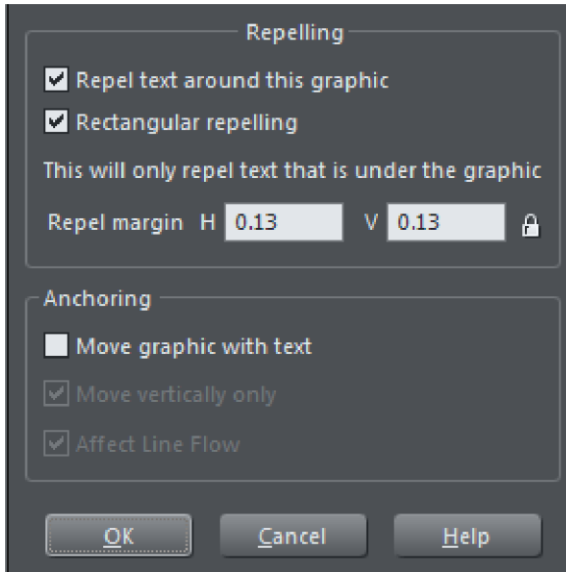 Repelling
Repel text around this graphic
Rectangular repelling
This will only repel text that is under the graphic
Repel margin H 0.13 V 0.13
Anchoring
Move graphic with text
Move vertically only
Affect Line Flow
OK Cancel Help